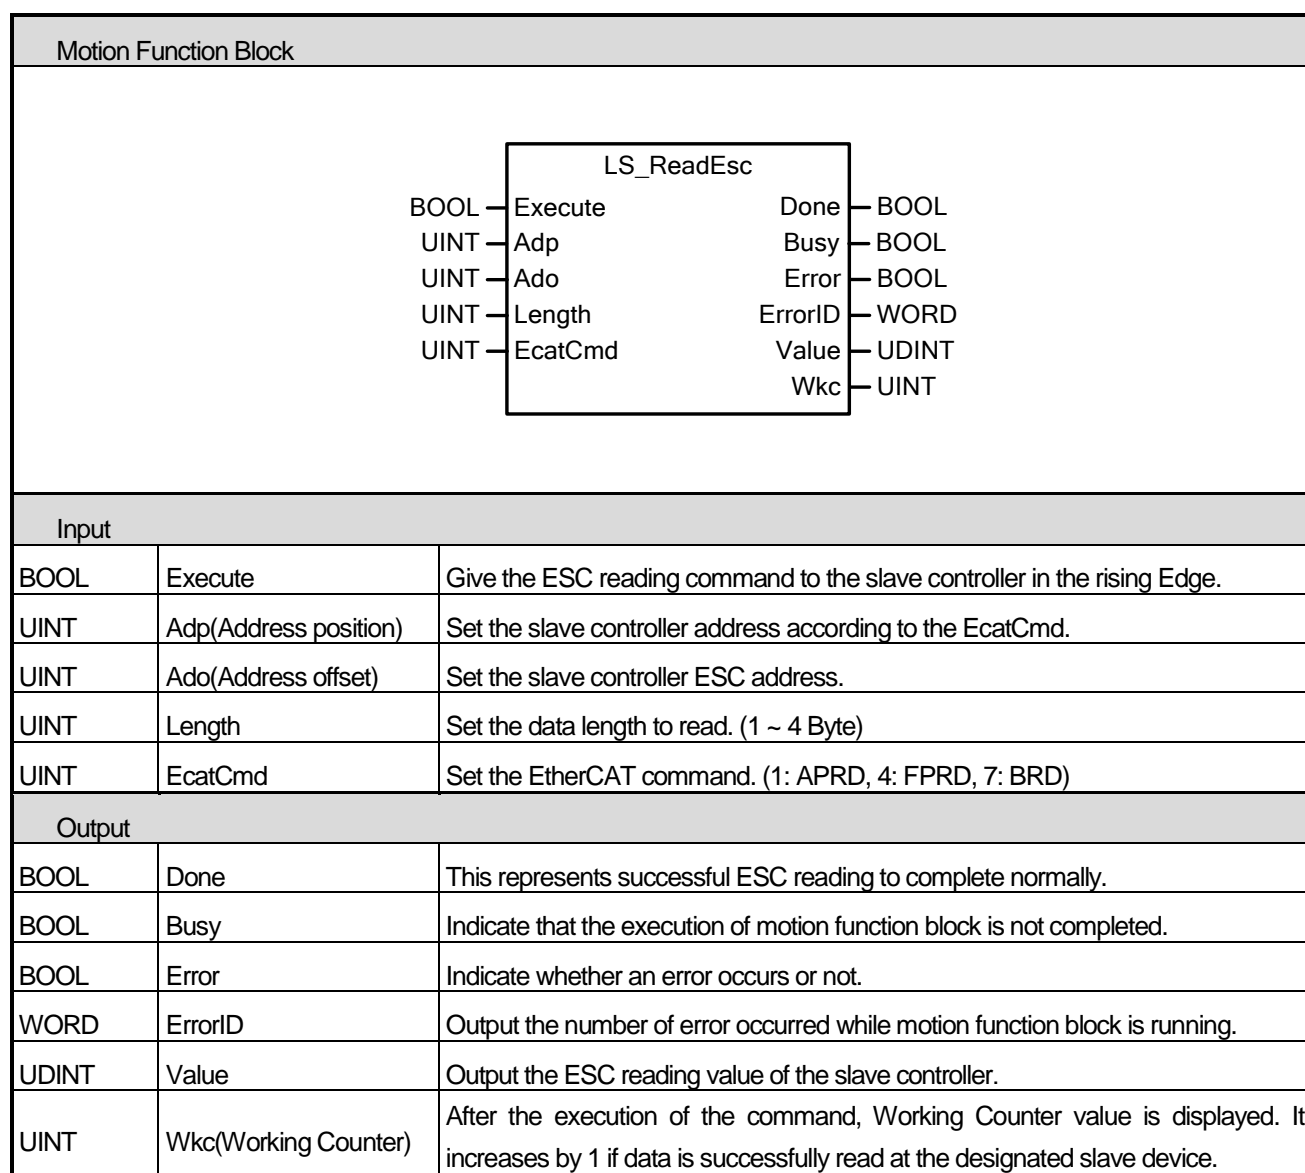 Motion Function Block
LS_ReadEsc
BOOL Execute Done BOOL
UINT Adp Busy BOOL
UINT Ado Error BOOL
UINT Length ErrorID WORD
UINT EcatCmd Value UDINT
Wkc UINT
Input
BOOL Execute Give the ESC reading command to the slave controller in the rising Edge.
UINT Adp(Address position) Set the slave controller address according to the EcatCmd.
UINT Ado(Address offset) Set the slave controller ESC address.
UINT Length Set the data length to read. (1 ~ 4 Byte)
UINT EcatCmd Set the EtherCAT command. (1: APRD, 4: FPRD, 7: BRD)
Output
BOOL Done This represents successful ESC reading to complete normally.
BOOL Busy Indicate that the execution of motion function block is not completed.
BOOL Error Indicate whether an error occurs or not.
WORD ErrorID Output the number of error occurred while motion function block is running.
UDINT Value Output the ESC reading value of the slave controller.
UINT Wkc(Working Counter) After the execution of the command, Working Counter value is displayed. It
increases by 1 if data is successfully read at the designated slave device.